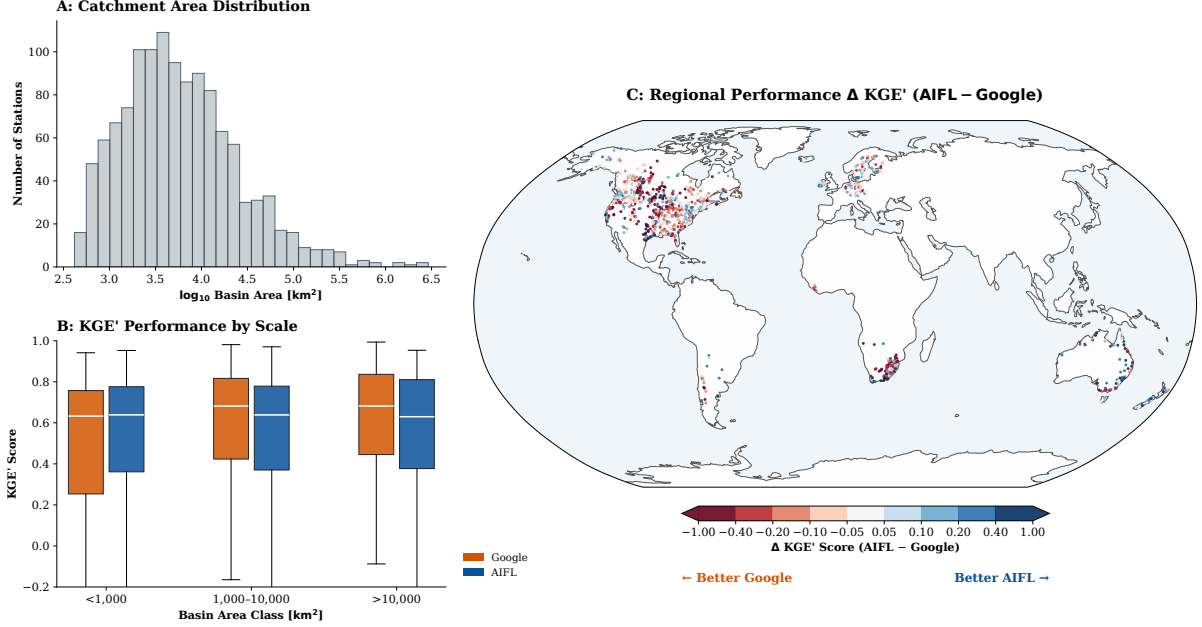 A: Catchment Area Distribution
Number of Stations
100
80
60
40
20
0
2.5 3.0 3.5 4.0 4.5 5.0 5.5 6.0 6.5
log₁₀ Basin Area [km²]
B: KGE' Performance by Scale
KGE' Score
1.0
0.8
0.6
0.4
0.2
0.0
−0.2
<1,000 1,000–10,000 >10,000
Basin Area Class [km²]
Google
AIFL
C: Regional Performance Δ KGE' (AIFL − Google)
−1.00 −0.40 −0.20 −0.10 −0.05 0.05 0.10 0.20 0.40 1.00
Δ KGE' Score (AIFL − Google)
← Better Google Better AIFL →